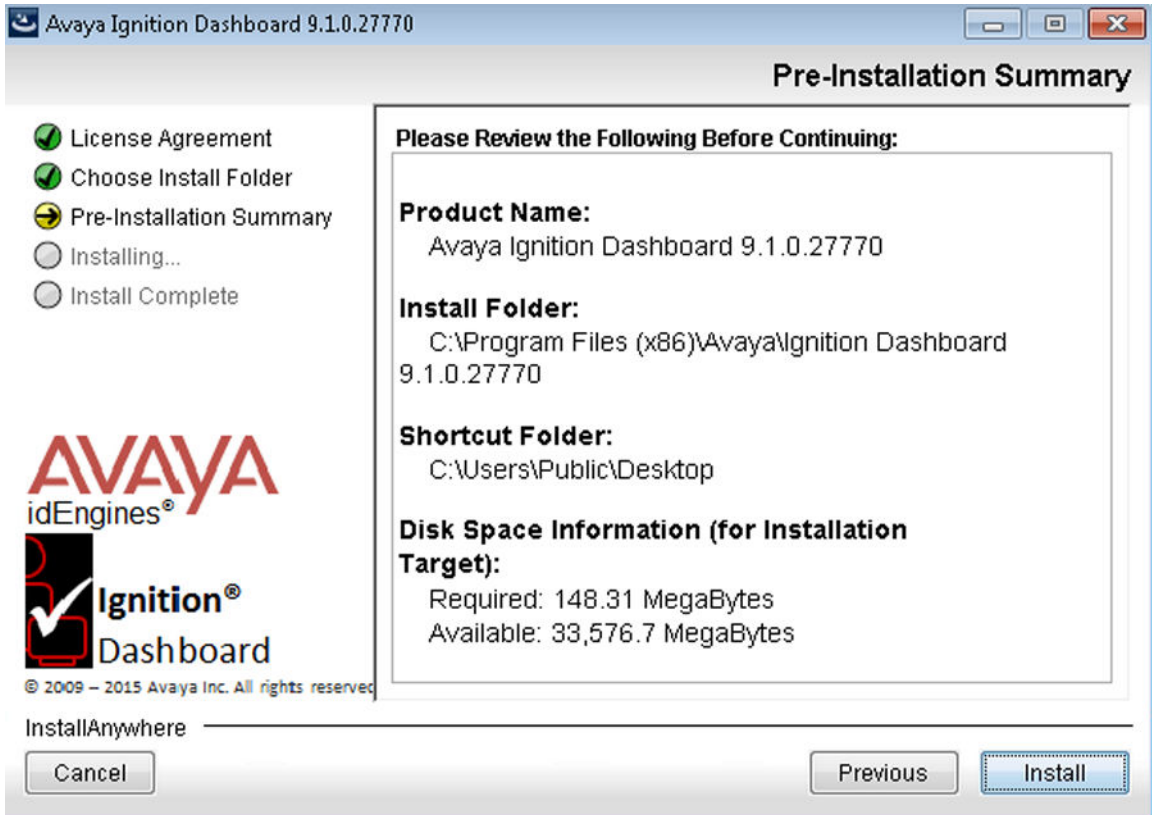 Avaya Ignition Dashboard 9.1.0.27770
Pre-Installation Summary
License Agreement
Choose Install Folder
Pre-Installation Summary
Installing...
Install Complete
AVAYA
idEngines®
Ignition®
Dashboard
© 2009 – 2015 Avaya Inc. All rights reserved
Please Review the Following Before Continuing:
Product Name:
Avaya Ignition Dashboard 9.1.0.27770
Install Folder:
C:\Program Files (x86)\Avaya\Ignition Dashboard
9.1.0.27770
Shortcut Folder:
C:\Users\Public\Desktop
Disk Space Information (for Installation
Target):
Required: 148.31 MegaBytes
Available: 33,576.7 MegaBytes
InstallAnywhere
Cancel
Previous
Install